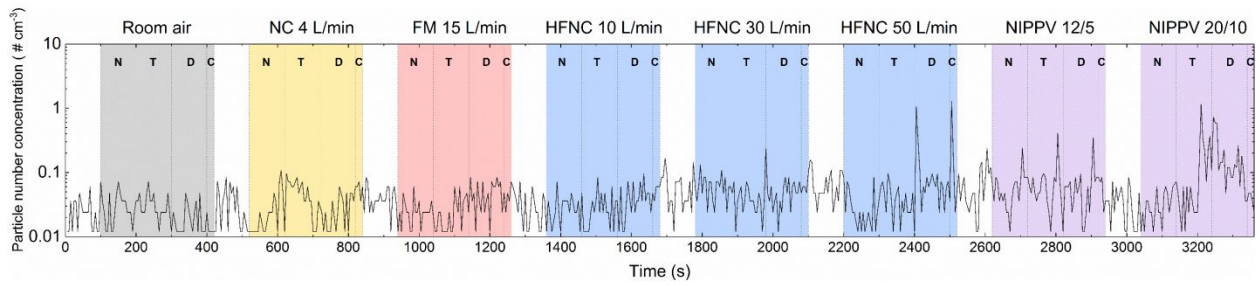 Room air NC 4 L/min FM 15 L/min HFNC 10 L/min HFNC 30 L/min HFNC 50 L/min NIPPV 12/5 NIPPV 20/10
N T D C N T D C N T D C N T D C N T D C N T D C N T D C N T D C
Particle number concentration ( # cm⁻³)
10
1
0.1
0.01
0 200 400 600 800 1000 1200 1400 1600 1800 2000 2200 2400 2600 2800 3000 3200
Time (s)